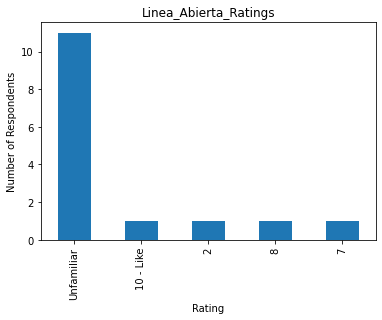 Linea_Abierta_Ratings
Number of Respondents
10
8
6
4
2
0
Unfamiliar
10 - Like
2
8
7
Rating